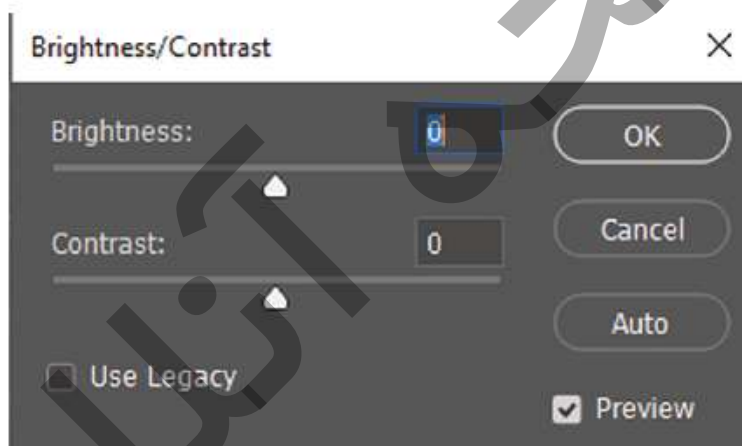 Brightness/Contrast
Brightness: 0
OK
Contrast: 0
Cancel
Auto
Use Legacy
Preview